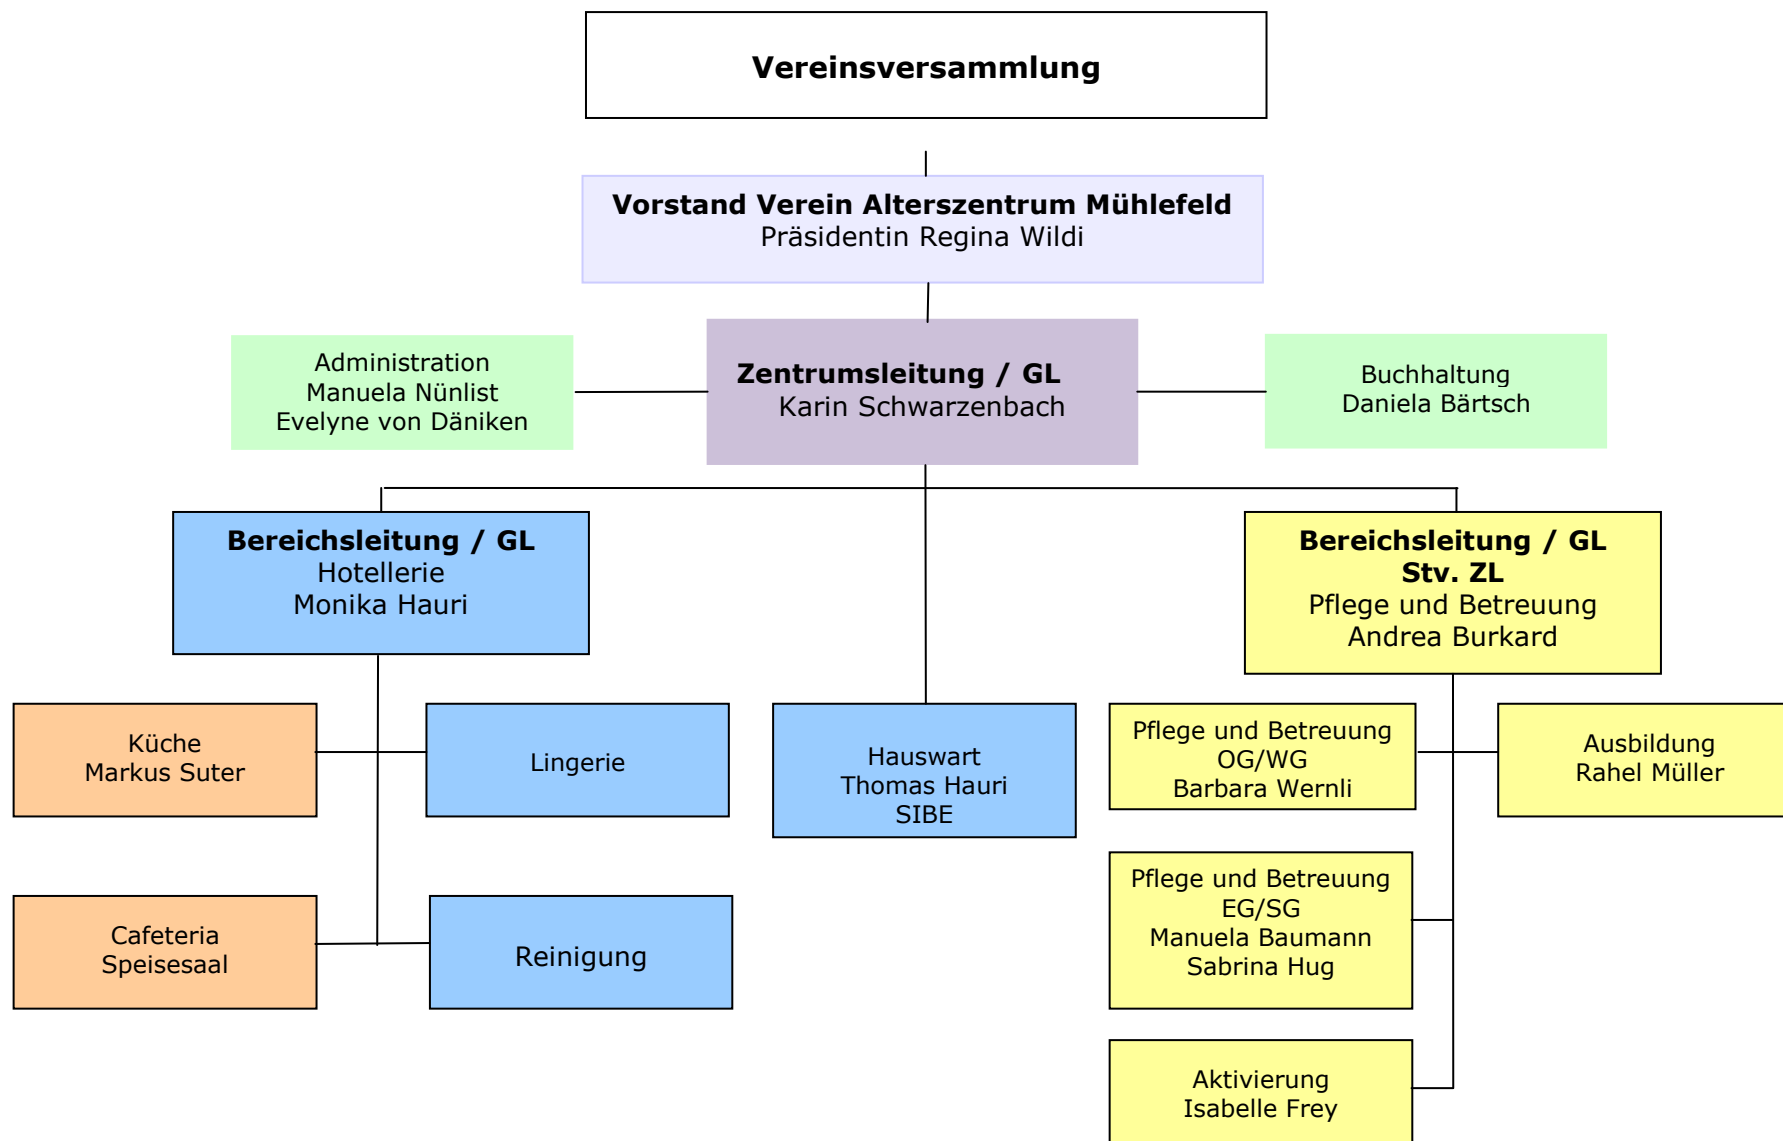 Vereinsversammlung
Vorstand Verein Alterszentrum Mühlefeld
Präsidentin Regina Wildi
Administration
Manuela Nünlist
Evelyne von Däniken
Zentrumsleitung / GL
Karin Schwarzenbach
Buchhaltung
Daniela Bärtsch
Bereichsleitung / GL
Hotellerie
Monika Hauri
Bereichsleitung / GL
Stv. ZL
Pflege und Betreuung
Andrea Burkard
Küche
Markus Suter
Lingerie
Hauswart
Thomas Hauri
SIBE
Pflege und Betreuung
OG/WG
Barbara Wernli
Ausbildung
Rahel Müller
Cafeteria
Speisesaal
Reinigung
Pflege und Betreuung
EG/SG
Manuela Baumann
Sabrina Hug
Aktivierung
Isabelle Frey